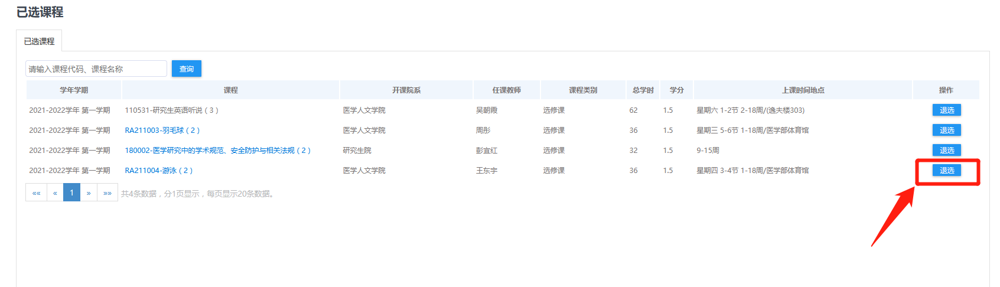 已选课程
已选课程
请输入课程代码、课程名称 查询
学年学期 课程 开课院系 任课教师 课程类别 总学时 学分 上课时间地点 操作
2021-2022学年 第一学期 110531-研究生英语听说（3） 医学人文学院 吴朝霞 选修课 62 1.5 星期六 1-2节 2-18周/(逸夫楼303) 退选
2021-2022学年 第一学期 RA211003-羽毛球（2） 医学人文学院 周彤 选修课 36 1.5 星期三 5-6节 1-18周/医学部体育馆 退选
2021-2022学年 第一学期 180002-医学研究中的学术规范、安全防护与相关法规（2） 研究生院 彭宜红 选修课 32 1.5 9-15周 退选
2021-2022学年 第一学期 RA211004-游泳（2） 医学人文学院 王东宇 选修课 36 1.5 星期四 3-4节 1-18周/医学部体育馆 退选
«« « 1 » »» 共4条数据，分1页显示，每页显示20条数据。